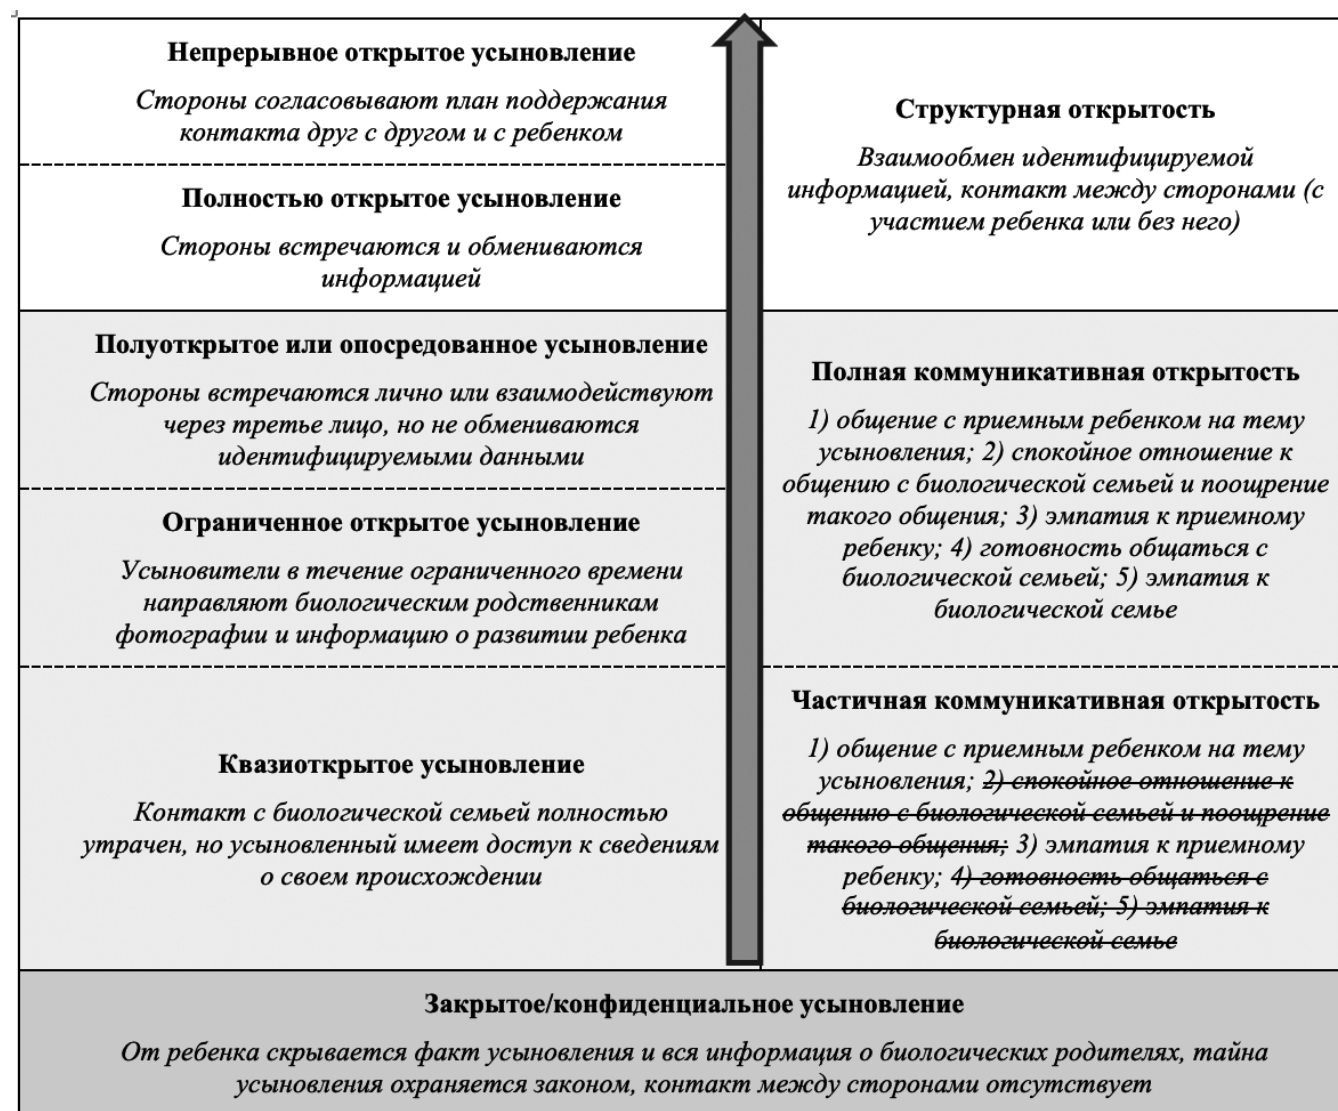 Непрерывное открытое усыновление
Стороны согласовывают план поддержания
контакта друг с другом и с ребенком
Полностью открытое усыновление
Стороны встречаются и обмениваются
информацией
Структурная открытость
Взаимообмен идентифицируемой
информацией, контакт между сторонами (с
участием ребенка или без него)
Полуоткрытое или опосредованное усыновление
Стороны встречаются лично или взаимодействуют
через третье лицо, но не обмениваются
идентифицируемыми данными
Ограниченное открытое усыновление
Усыновители в течение ограниченного времени
направляют биологическим родственникам
фотографии и информацию о развитии ребенка
Полная коммуникативная открытость
1) общение с приемным ребенком на тему
усыновления; 2) спокойное отношение к
общению с биологической семьей и поощрение
такого общения; 3) эмпатия к приемному
ребенку; 4) готовность общаться с
биологической семьей; 5) эмпатия к
биологической семье
Квазиоткрытое усыновление
Контакт с биологической семьей полностью
утрачен, но усыновленный имеет доступ к сведениям
о своем происхождении
Частичная коммуникативная открытость
1) общение с приемным ребенком на тему
усыновления; 2) спокойное отношение к
общению с биологической семьей и поощрение
такого общения; 3) эмпатия к приемному
ребенку; 4) готовность общаться с
биологической семьей; 5) эмпатия к
биологической семье
Закрытое/конфиденциальное усыновление
От ребенка скрывается факт усыновления и вся информация о биологических родителях, тайна
усыновления охраняется законом, контакт между сторонами отсутствует